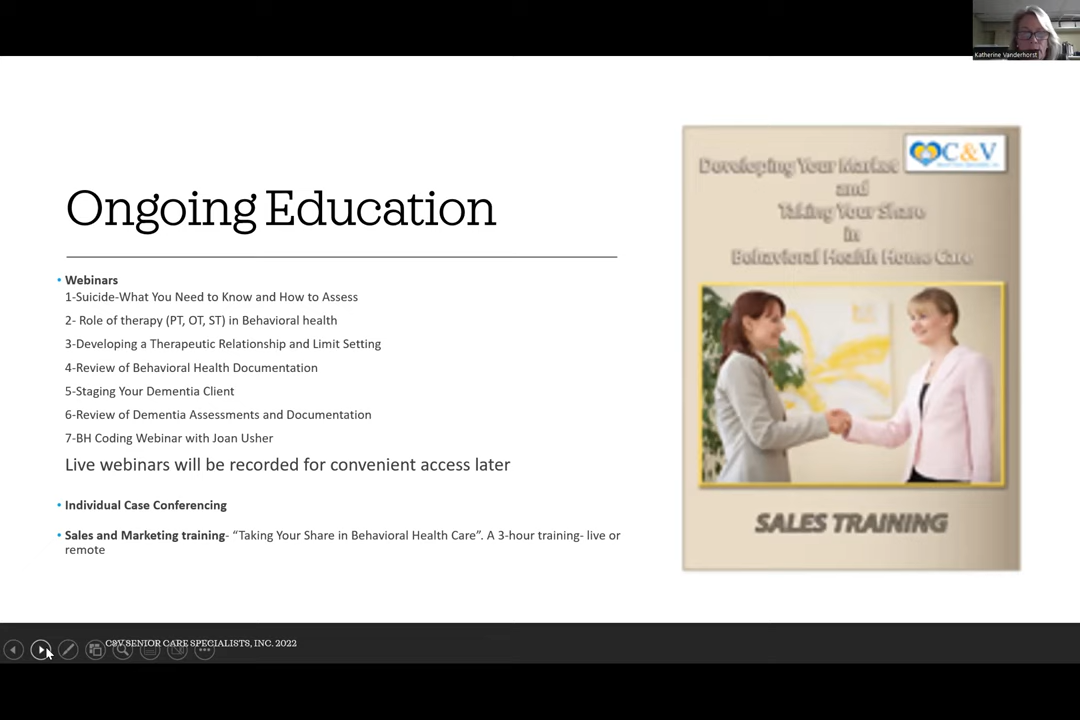 Katherine Vanderhorst
Ongoing Education
• Webinars
1-Suicide-What You Need to Know and How to Assess
2- Role of therapy (PT, OT, ST) in Behavioral health
3-Developing a Therapeutic Relationship and Limit Setting
4-Review of Behavioral Health Documentation
5-Staging Your Dementia Client
6-Review of Dementia Assessments and Documentation
7-BH Coding Webinar with Joan Usher
Live webinars will be recorded for convenient access later
• Individual Case Conferencing
• Sales and Marketing training- “Taking Your Share in Behavioral Health Care”. A 3-hour training- live or
remote
C&V
Developing Your Market
and
Taking Your Share
in
Behavioral Health Home Care
SALES TRAINING
C&V SENIOR CARE SPECIALISTS, INC. 2022